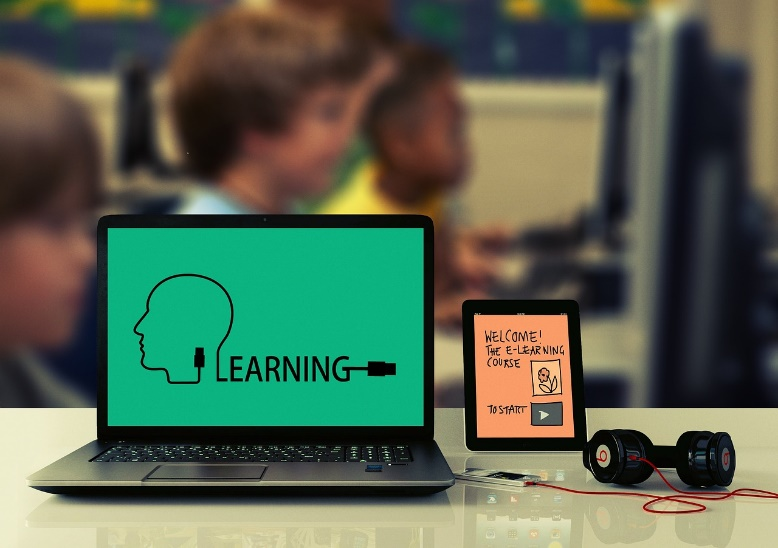 LEARNING
WELCOME!
THE E-LEARNING
COURSE
TO START